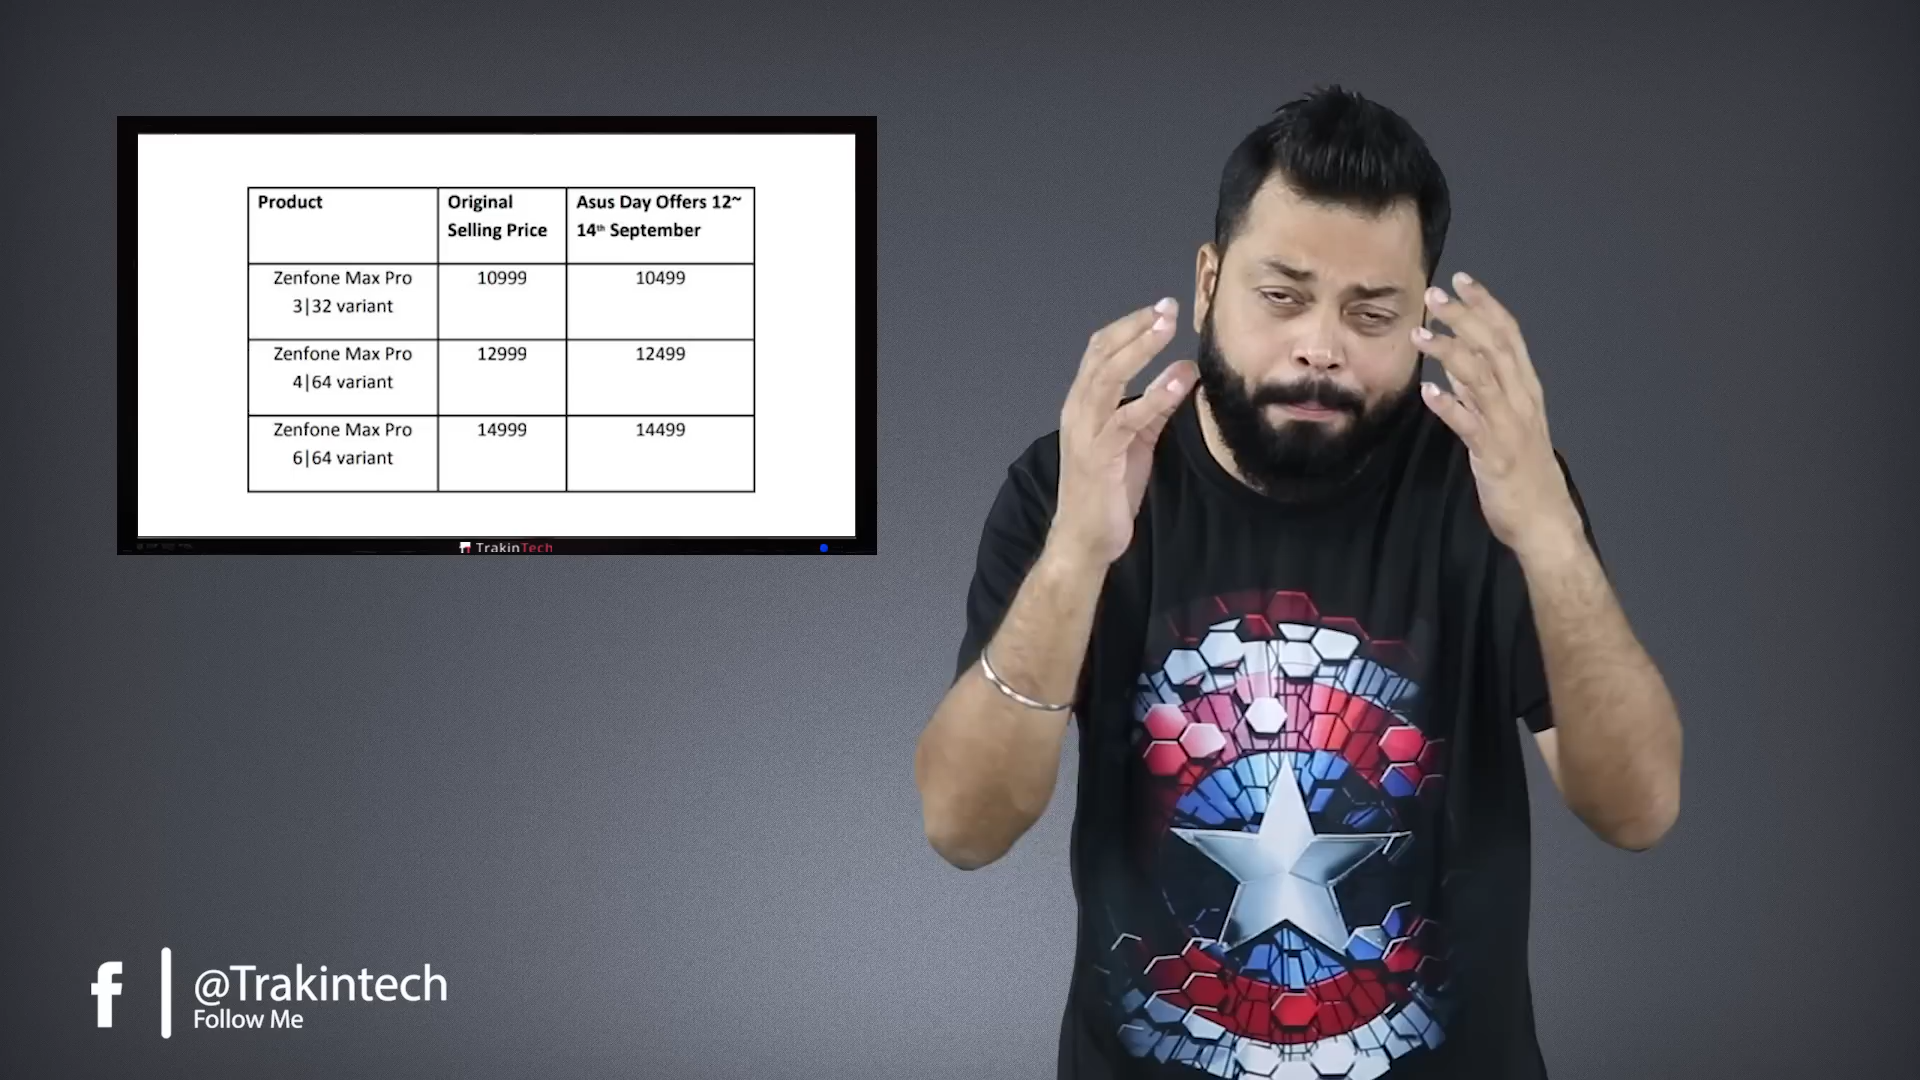 Product
Original
Selling Price
Asus Day Offers 12~
14th September
Zenfone Max Pro
3|32 variant
10999
10499
Zenfone Max Pro
4|64 variant
12999
12499
Zenfone Max Pro
6|64 variant
14999
14499
TrakinTech
f
@Trakintech
Follow Me